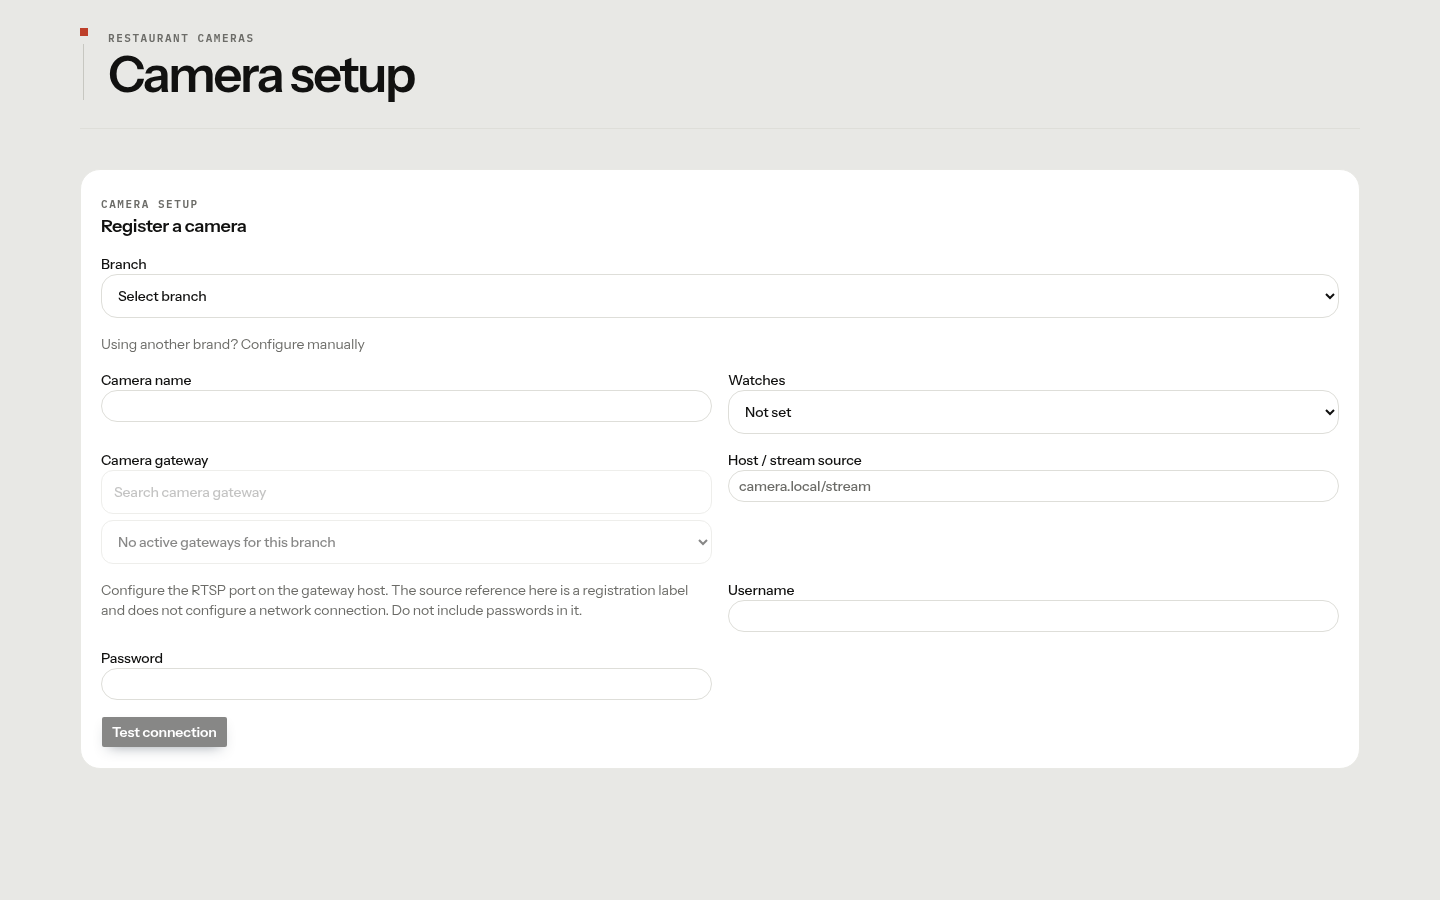 RESTAURANT CAMERAS
Camera setup
CAMERA SETUP
Register a camera
Branch
Select branch
Using another brand? Configure manually
Camera name
Watches
Not set
Camera gateway
Search camera gateway
No active gateways for this branch
Host / stream source
camera.local/stream
Configure the RTSP port on the gateway host. The source reference here is a registration label
and does not configure a network connection. Do not include passwords in it.
Username
Password
Test connection